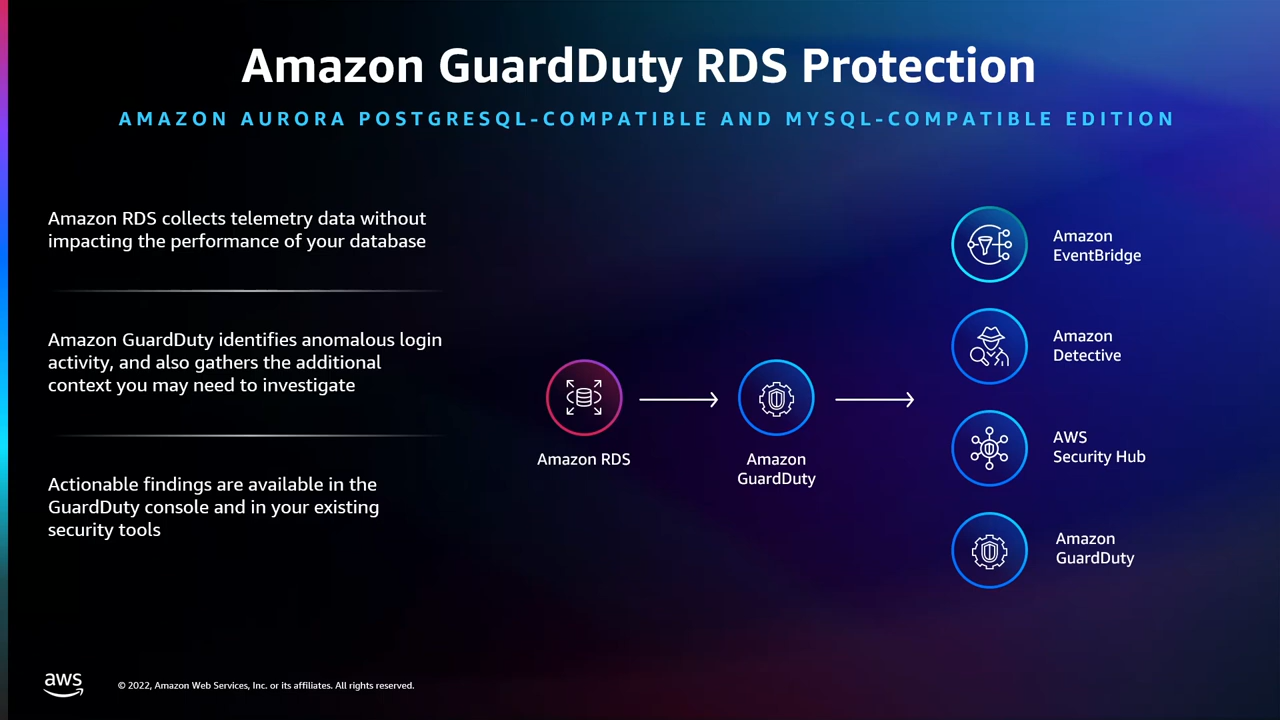 Amazon GuardDuty RDS Protection
AMAZON AURORA POSTGRESQL-COMPATIBLE AND MYSQL-COMPATIBLE EDITION
Amazon RDS collects telemetry data without
impacting the performance of your database
Amazon GuardDuty identifies anomalous login
activity, and also gathers the additional
context you may need to investigate
Actionable findings are available in the
GuardDuty console and in your existing
security tools
Amazon RDS
Amazon
GuardDuty
Amazon
EventBridge
Amazon
Detective
AWS
Security Hub
Amazon
GuardDuty
aws
© 2022, Amazon Web Services, Inc. or its affiliates. All rights reserved.